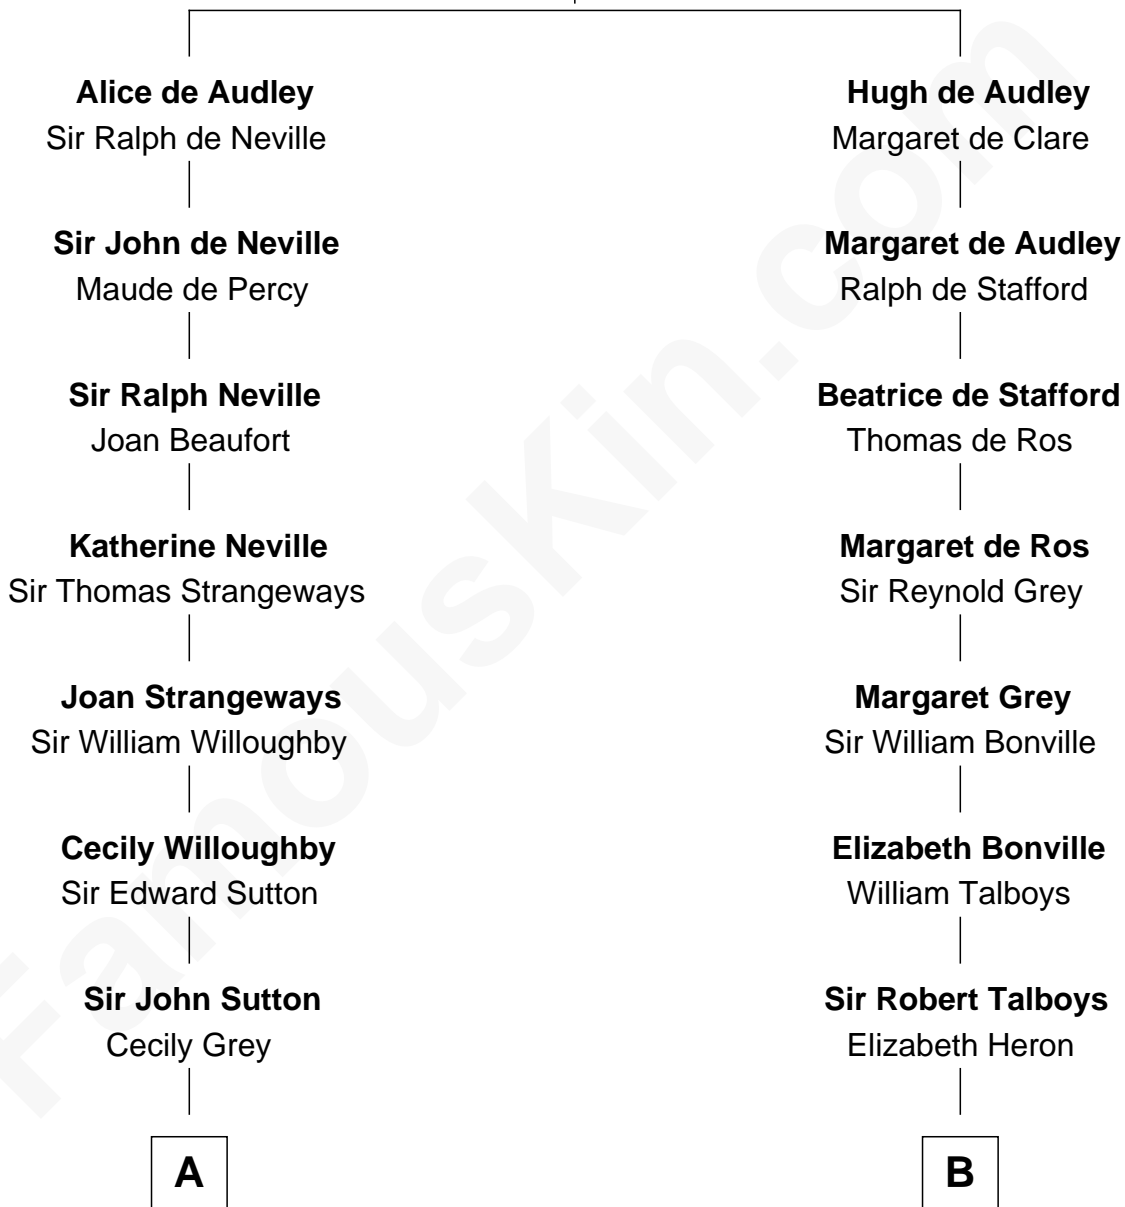 Alice de Audley
Sir Ralph de Neville
Sir John de Neville
Maude de Percy
Sir Ralph Neville
Joan Beaufort
Katherine Neville
Sir Thomas Strangeways
Joan Strangeways
Sir William Willoughby
Cecily Willoughby
Sir Edward Sutton
Sir John Sutton
Cecily Grey
A
Hugh de Audley
Margaret de Clare
Margaret de Audley
Ralph de Stafford
Beatrice de Stafford
Thomas de Ros
Margaret de Ros
Sir Reynold Grey
Margaret Grey
Sir William Bonville
Elizabeth Bonville
William Talboys
Sir Robert Talboys
Elizabeth Heron
B
FamousKin.com